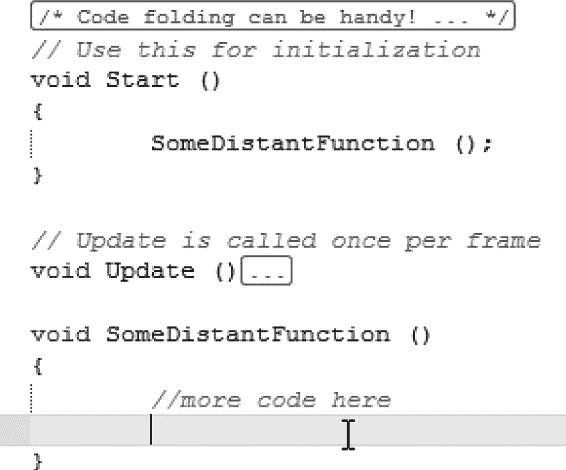 /* Code folding can be handy! ... */
// Use this for initialization
void Start ()
{
SomeDistantFunction ();
}
// Update is called once per frame
void Update ()...
void SomeDistantFunction ()
{
//more code here
}